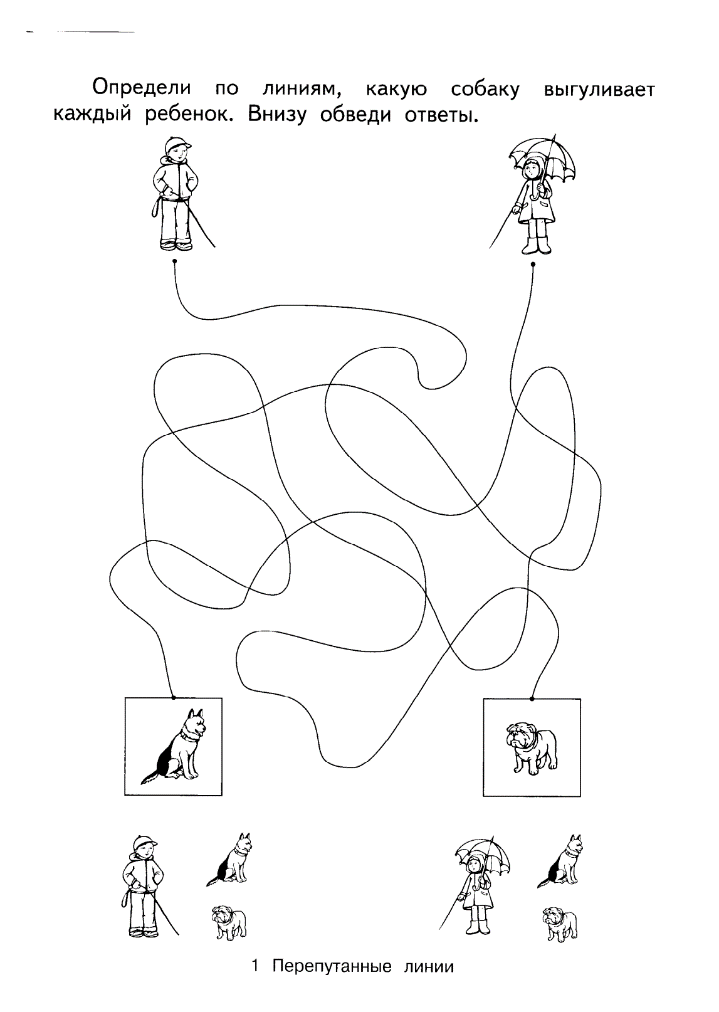 Определи по линиям, какую собаку выгуливает
каждый ребенок. Внизу обведи ответы.
1 Перепутанные линии